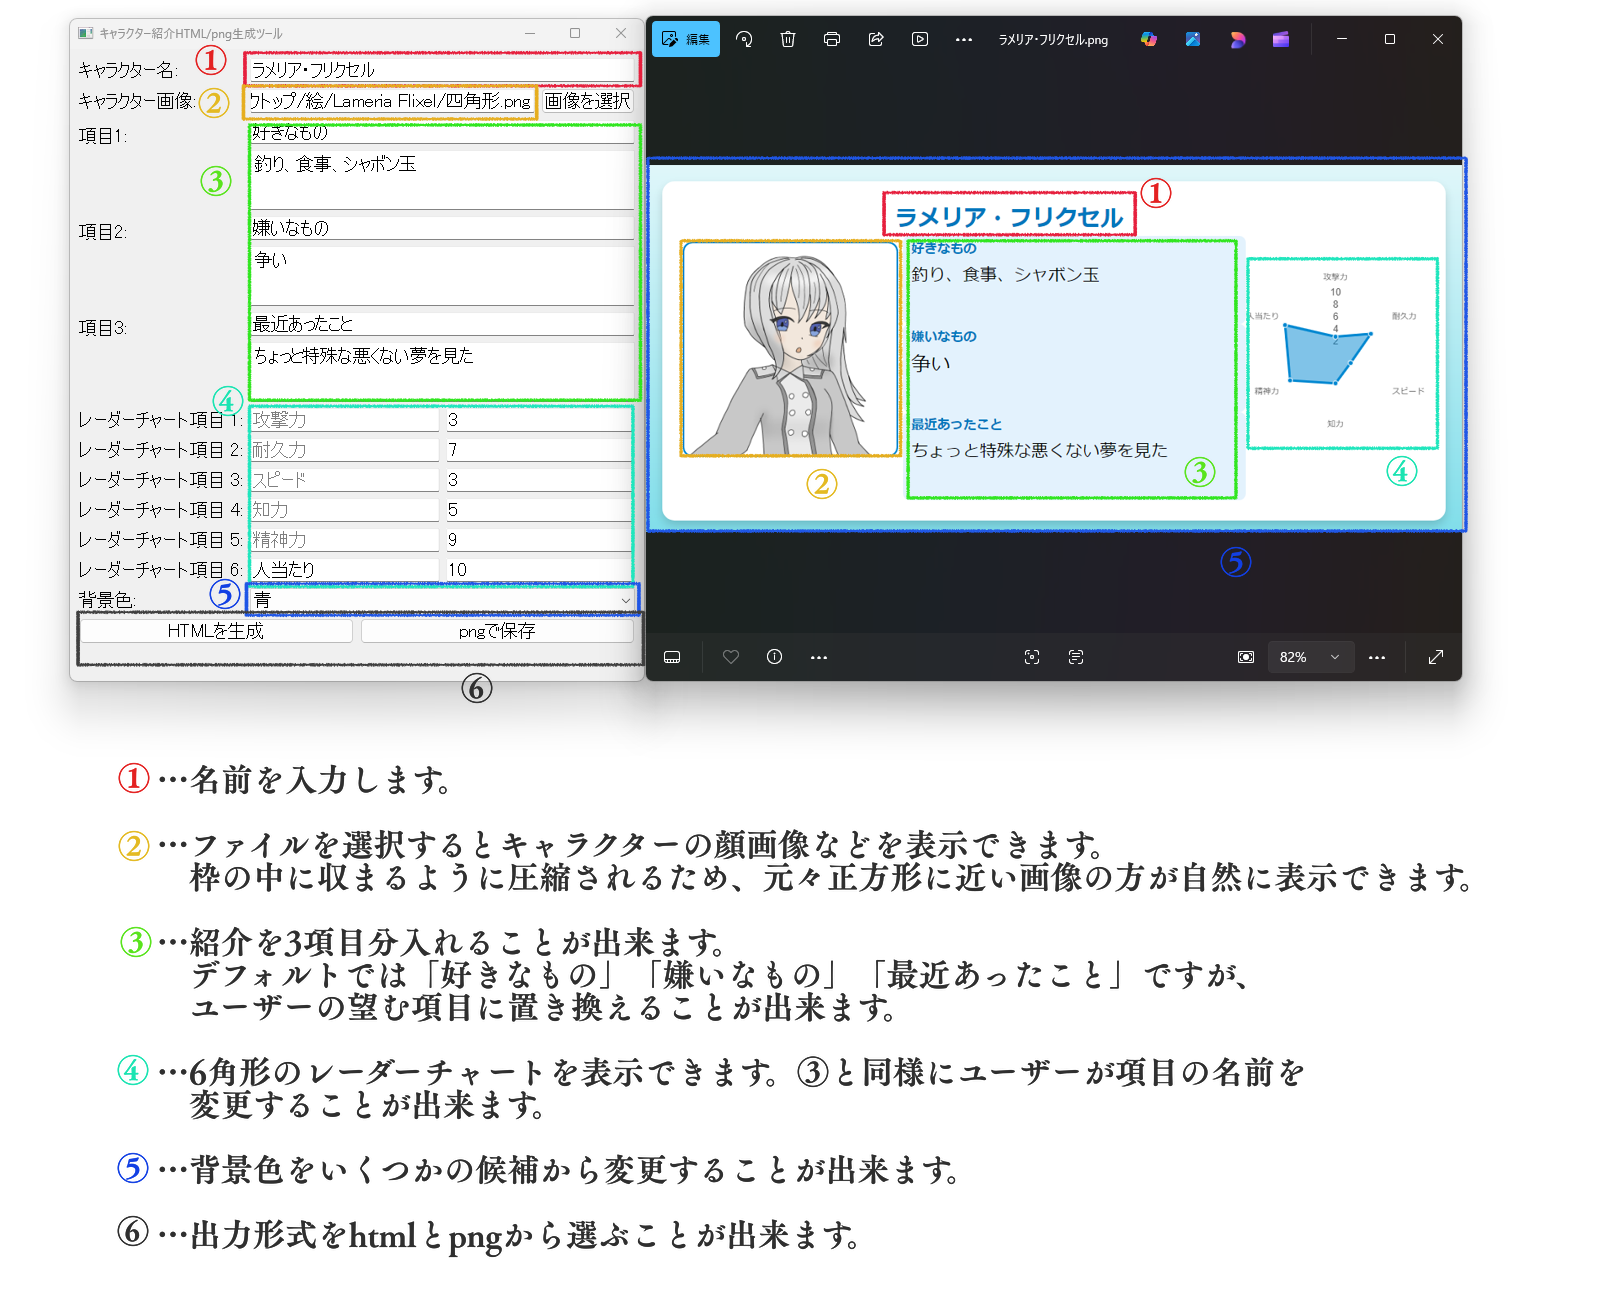 キャラクター紹介HTML/png生成ツール
キャラクター名:
①
ラメリア・フリクセル
キャラクター画像:
②
クトップ/絵/Lameria Flixel/四角形.png
画像を選択
項目1:
好きなもの
③
釣り、食事、シャボン玉
項目2:
嫌いなもの
争い
項目3:
最近あったこと
ちょっと特殊な悪くない夢を見た
④
レーダーチャート項目 1:
攻撃力
3
レーダーチャート項目 2:
耐久力
7
レーダーチャート項目 3:
スピード
3
レーダーチャート項目 4:
知力
5
レーダーチャート項目 5:
精神力
9
レーダーチャート項目 6:
人当たり
10
背景色:
⑤
青
HTMLを生成
pngで保存
⑥
編集
ラメリア・フリクセル.png
ラメリア・フリクセル
①
②
好きなもの
釣り、食事、シャボン玉
嫌いなもの
争い
最近あったこと
ちょっと特殊な悪くない夢を見た
③
攻撃力
10
8
6
4
2
人当たり
耐久力
精神力
スピード
知力
④
⑤
82%
①…名前を入力します。
②…ファイルを選択するとキャラクターの顔画像などを表示できます。
枠の中に収まるように圧縮されるため、元々正方形に近い画像の方が自然に表示できます。
③…紹介を3項目分入れることが出来ます。
デフォルトでは「好きなもの」「嫌いなもの」「最近あったこと」ですが、
ユーザーの望む項目に置き換えることが出来ます。
④…6角形のレーダーチャートを表示できます。③と同様にユーザーが項目の名前を
変更することが出来ます。
⑤…背景色をいくつかの候補から変更することが出来ます。
⑥…出力形式をhtmlとpngから選ぶことが出来ます。